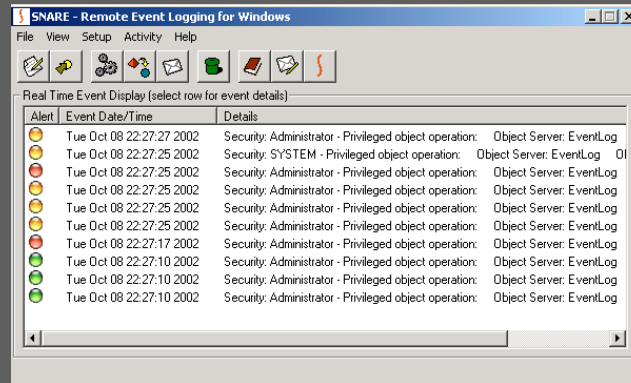 SNARE - Remote Event Logging for Windows
File View Setup Activity Help
Real Time Event Display (select row for event details)
Alert Event Date/Time Details
Tue Oct 08 22:27:27 2002 Security: Administrator - Privileged object operation: Object Server: EventLog
Tue Oct 08 22:27:25 2002 Security: SYSTEM - Privileged object operation: Object Server: EventLog
Tue Oct 08 22:27:25 2002 Security: Administrator - Privileged object operation: Object Server: EventLog
Tue Oct 08 22:27:25 2002 Security: Administrator - Privileged object operation: Object Server: EventLog
Tue Oct 08 22:27:25 2002 Security: Administrator - Privileged object operation: Object Server: EventLog
Tue Oct 08 22:27:25 2002 Security: Administrator - Privileged object operation: Object Server: EventLog
Tue Oct 08 22:27:17 2002 Security: Administrator - Privileged object operation: Object Server: EventLog
Tue Oct 08 22:27:10 2002 Security: Administrator - Privileged object operation: Object Server: EventLog
Tue Oct 08 22:27:10 2002 Security: Administrator - Privileged object operation: Object Server: EventLog
Tue Oct 08 22:27:10 2002 Security: Administrator - Privileged object operation: Object Server: EventLog